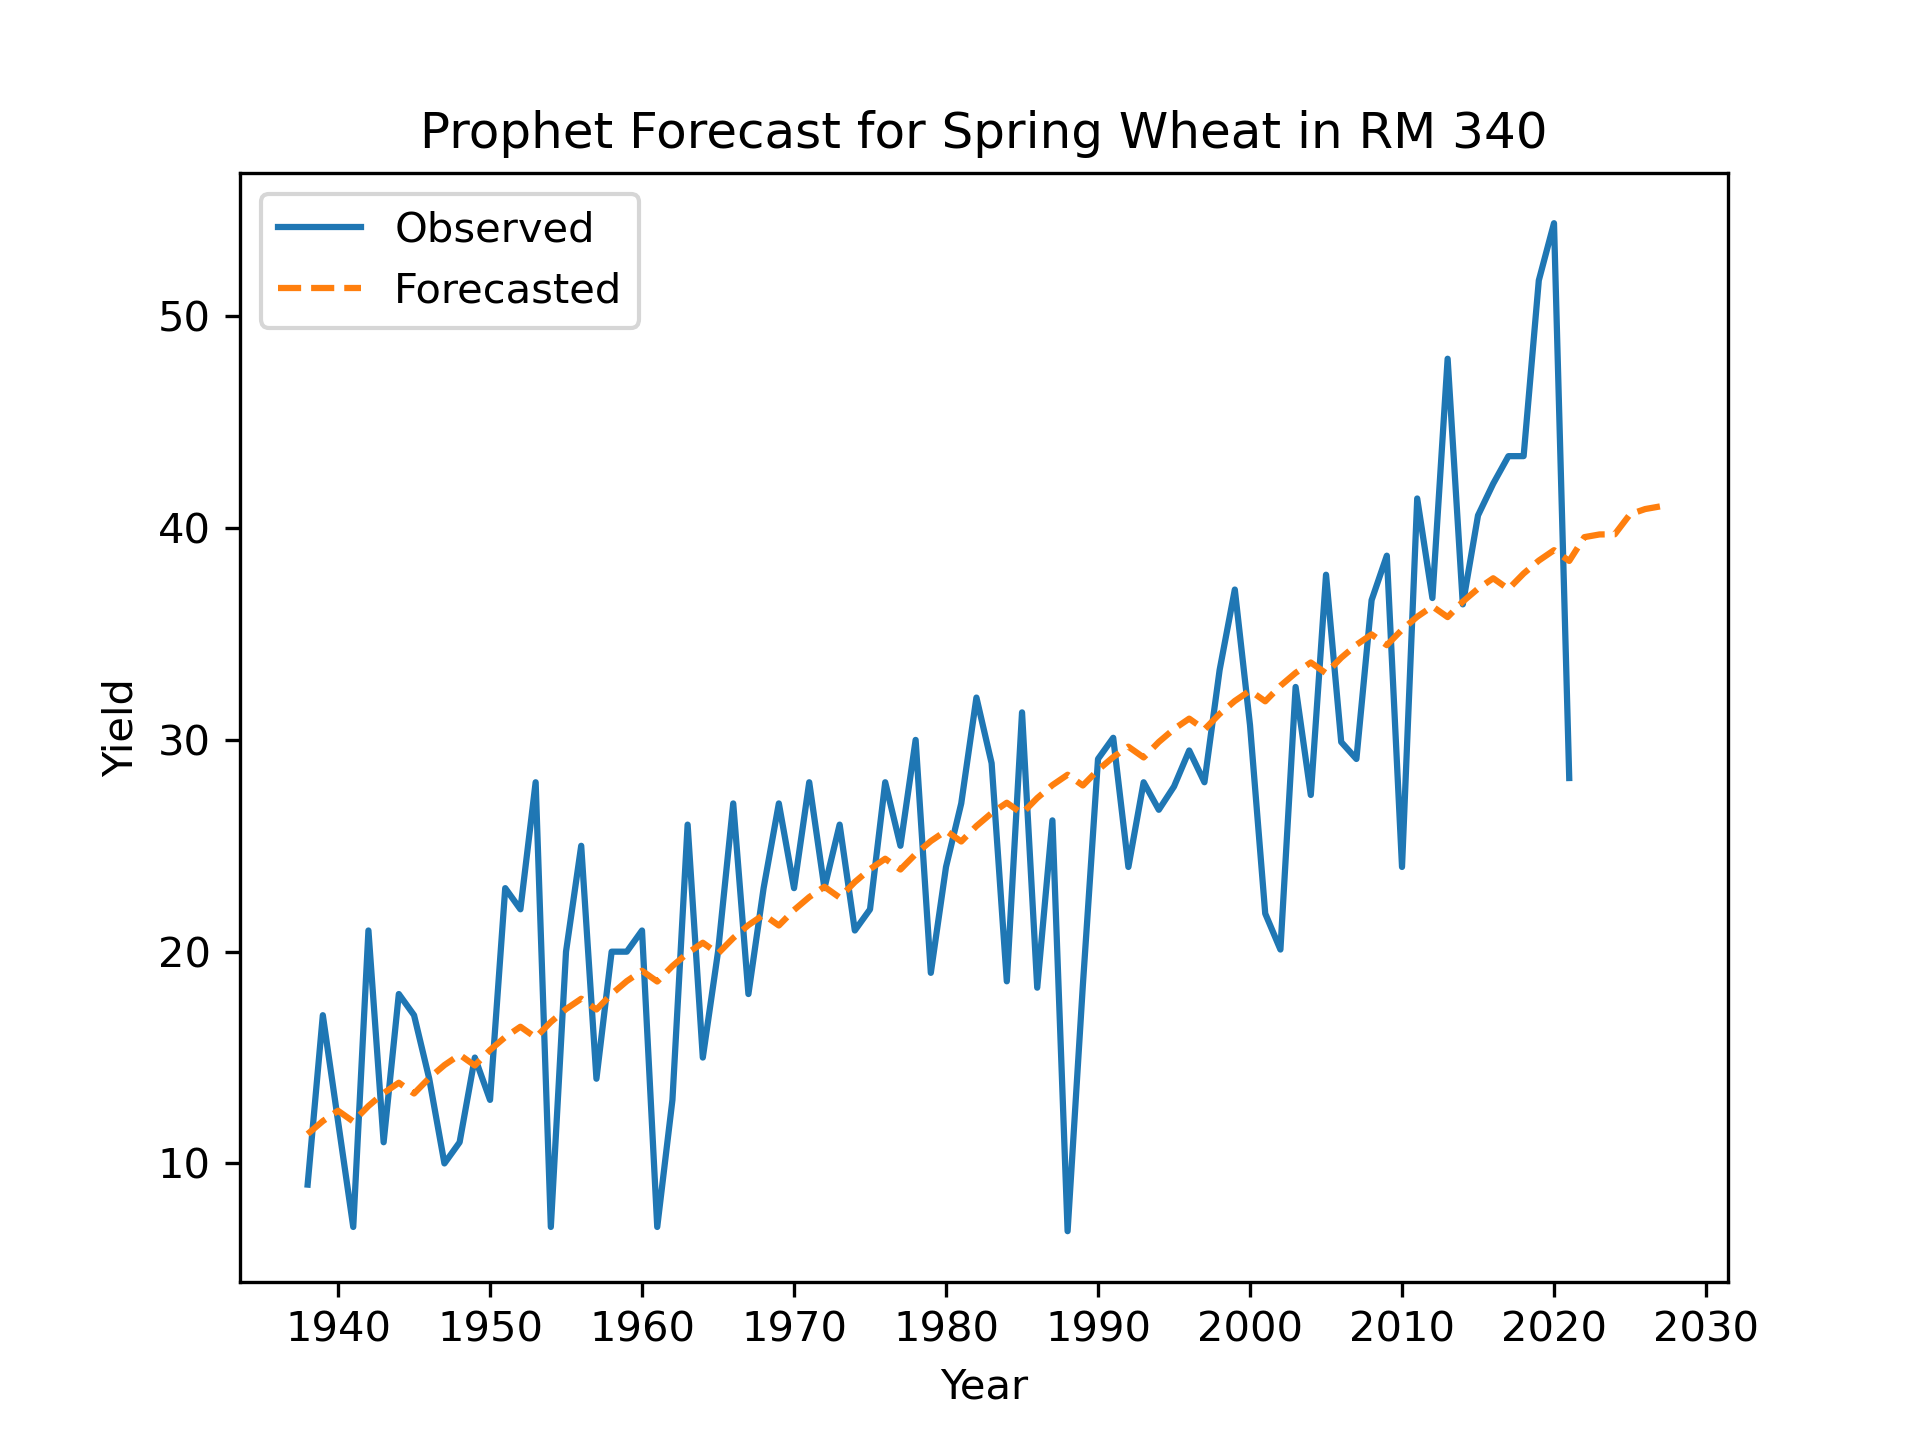 Prophet Forecast for Spring Wheat in RM 340
Observed
Forecasted
50
40
30
20
10
Yield
1940 1950 1960 1970 1980 1990 2000 2010 2020 2030
Year